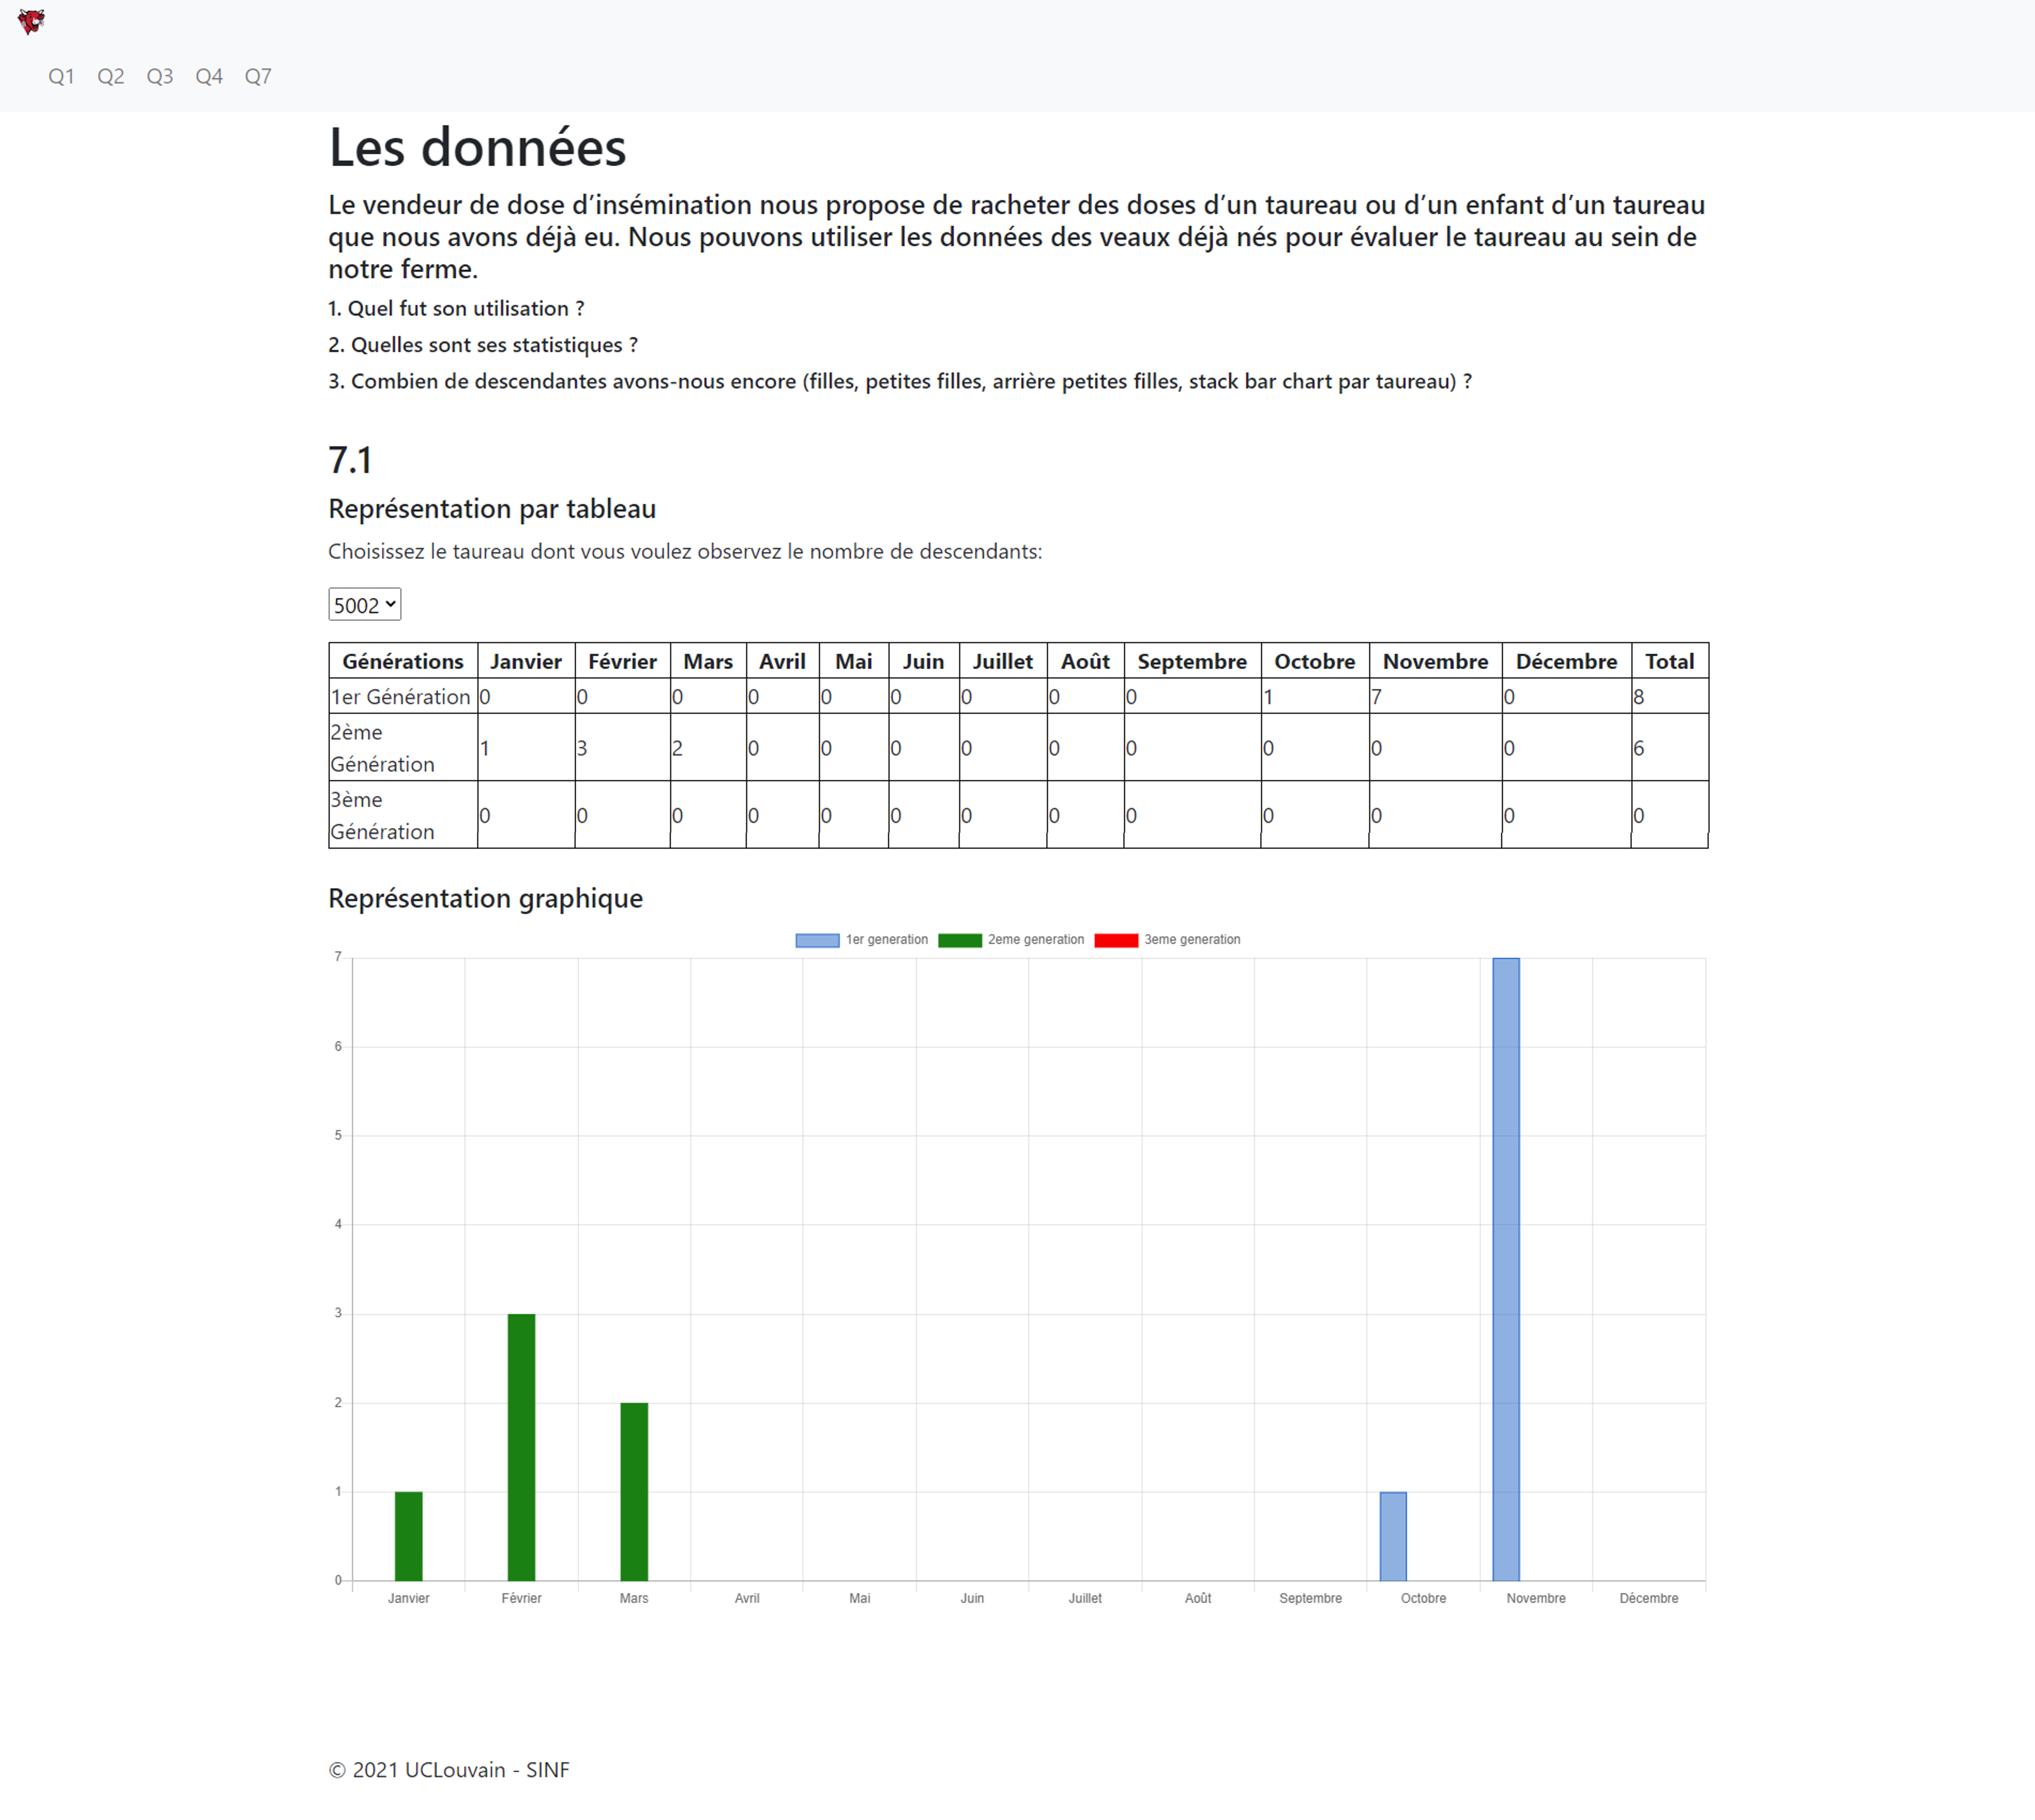 Q1 Q2 Q3 Q4 Q7
Les données
Le vendeur de dose d’insémination nous propose de racheter des doses d’un taureau ou d’un enfant d’un taureau
que nous avons déjà eu. Nous pouvons utiliser les données des veaux déjà nés pour évaluer le taureau au sein de
notre ferme.
1. Quel fut son utilisation ?
2. Quelles sont ses statistiques ?
3. Combien de descendantes avons-nous encore (filles, petites filles, arrière petites filles, stack bar chart par taureau) ?
7.1
Représentation par tableau
Choisissez le taureau dont vous voulez observez le nombre de descendants:
5002
Générations Janvier Février Mars Avril Mai Juin Juillet Août Septembre Octobre Novembre Décembre Total
1er Génération 0 0 0 0 0 0 0 0 0 1 7 0 8
2ème
Génération 1 3 2 0 0 0 0 0 0 0 0 0 6
3ème
Génération 0 0 0 0 0 0 0 0 0 0 0 0 0
Représentation graphique
1er generation 2eme generation 3eme generation
7
6
5
4
3
2
1
0
Janvier Février Mars Avril Mai Juin Juillet Août Septembre Octobre Novembre Décembre
© 2021 UCLouvain - SINF